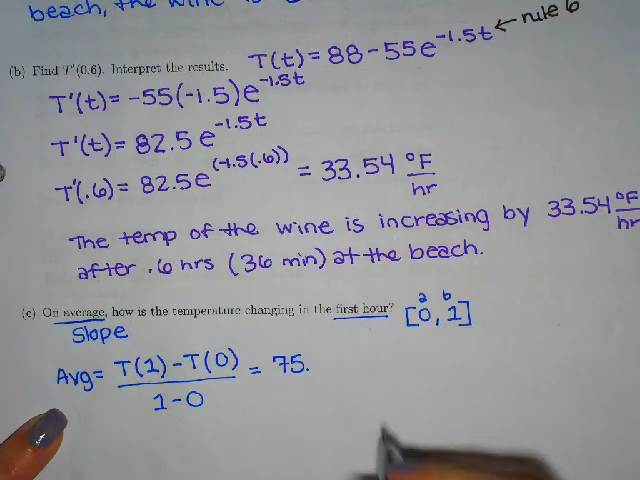 beach, the wine is
(b) Find T'(0.6). Interpret the results. T(t) = 88 - 55e^-1.5t ← rule 6
T'(t) = -55(-1.5)e^-1.5t
T'(t) = 82.5 e^-1.5t
T'(.6) = 82.5e^(-1.5(.6)) = 33.54 °F/hr
The temp of the wine is increasing by 33.54 °F/hr
after .6 hrs (36 min) at the beach.
(c) On average, how is the temperature changing in the first hour? [0, 1] a b
Slope
Avg = T(1) - T(0) / 1 - 0 = 75.